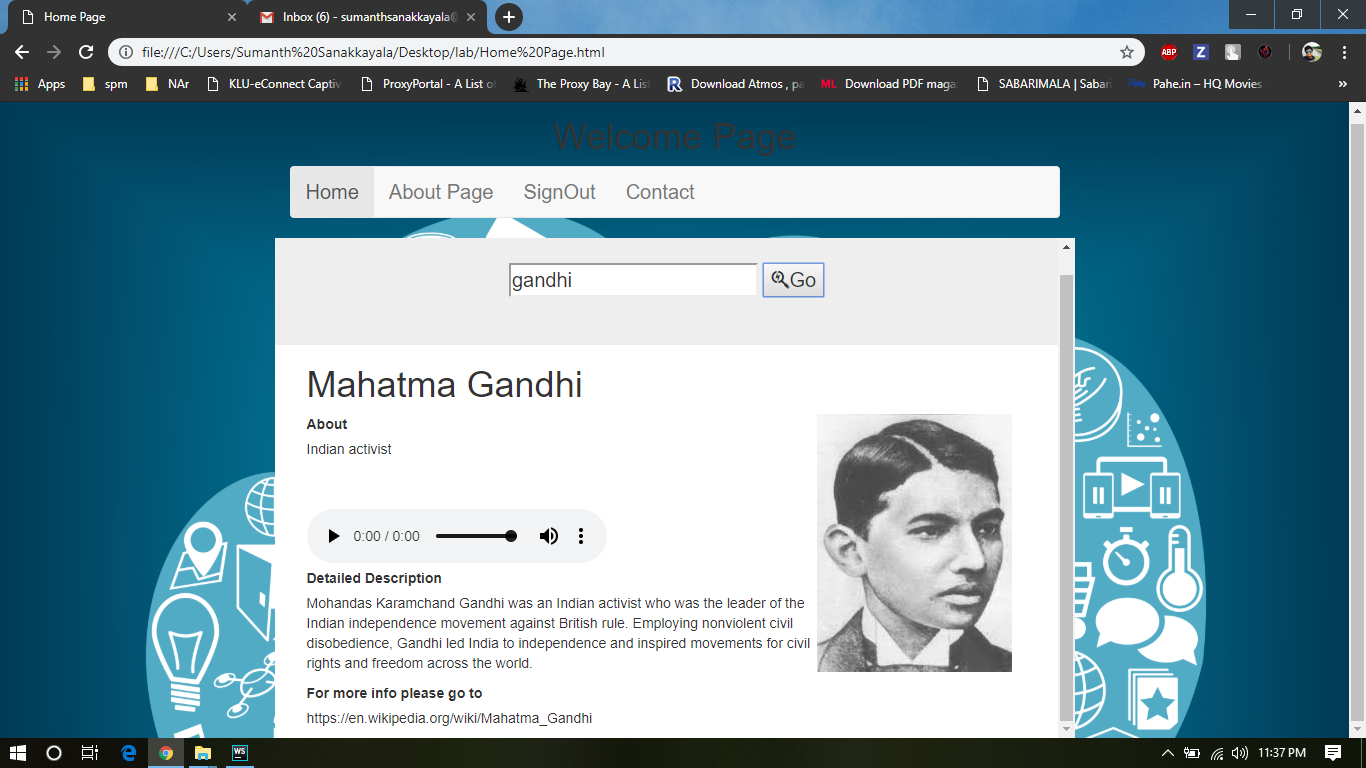 Home Page
Inbox (6) - sumanthsanakkayala@
file:///C:/Users/Sumanth%20Sanakkayala/Desktop/lab/Home%20Page.html
ABP
Z
Apps
spm
NAr
KLU-eConnect Captiv
ProxyPortal - A List of
The Proxy Bay - A Lis
R
Download Atmos , pa
ML
Download PDF maga
SABARIMALA | Sabari
Pahe
Pahe.in – HQ Movies
»
Welcome Page
Home
About Page
SignOut
Contact
gandhi
Go
Mahatma Gandhi
About
Indian activist
0:00 / 0:00
Detailed Description
Mohandas Karamchand Gandhi was an Indian activist who was the leader of the
Indian independence movement against British rule. Employing nonviolent civil
disobedience, Gandhi led India to independence and inspired movements for civil
rights and freedom across the world.
For more info please go to
https://en.wikipedia.org/wiki/Mahatma_Gandhi
WS
11:37 PM